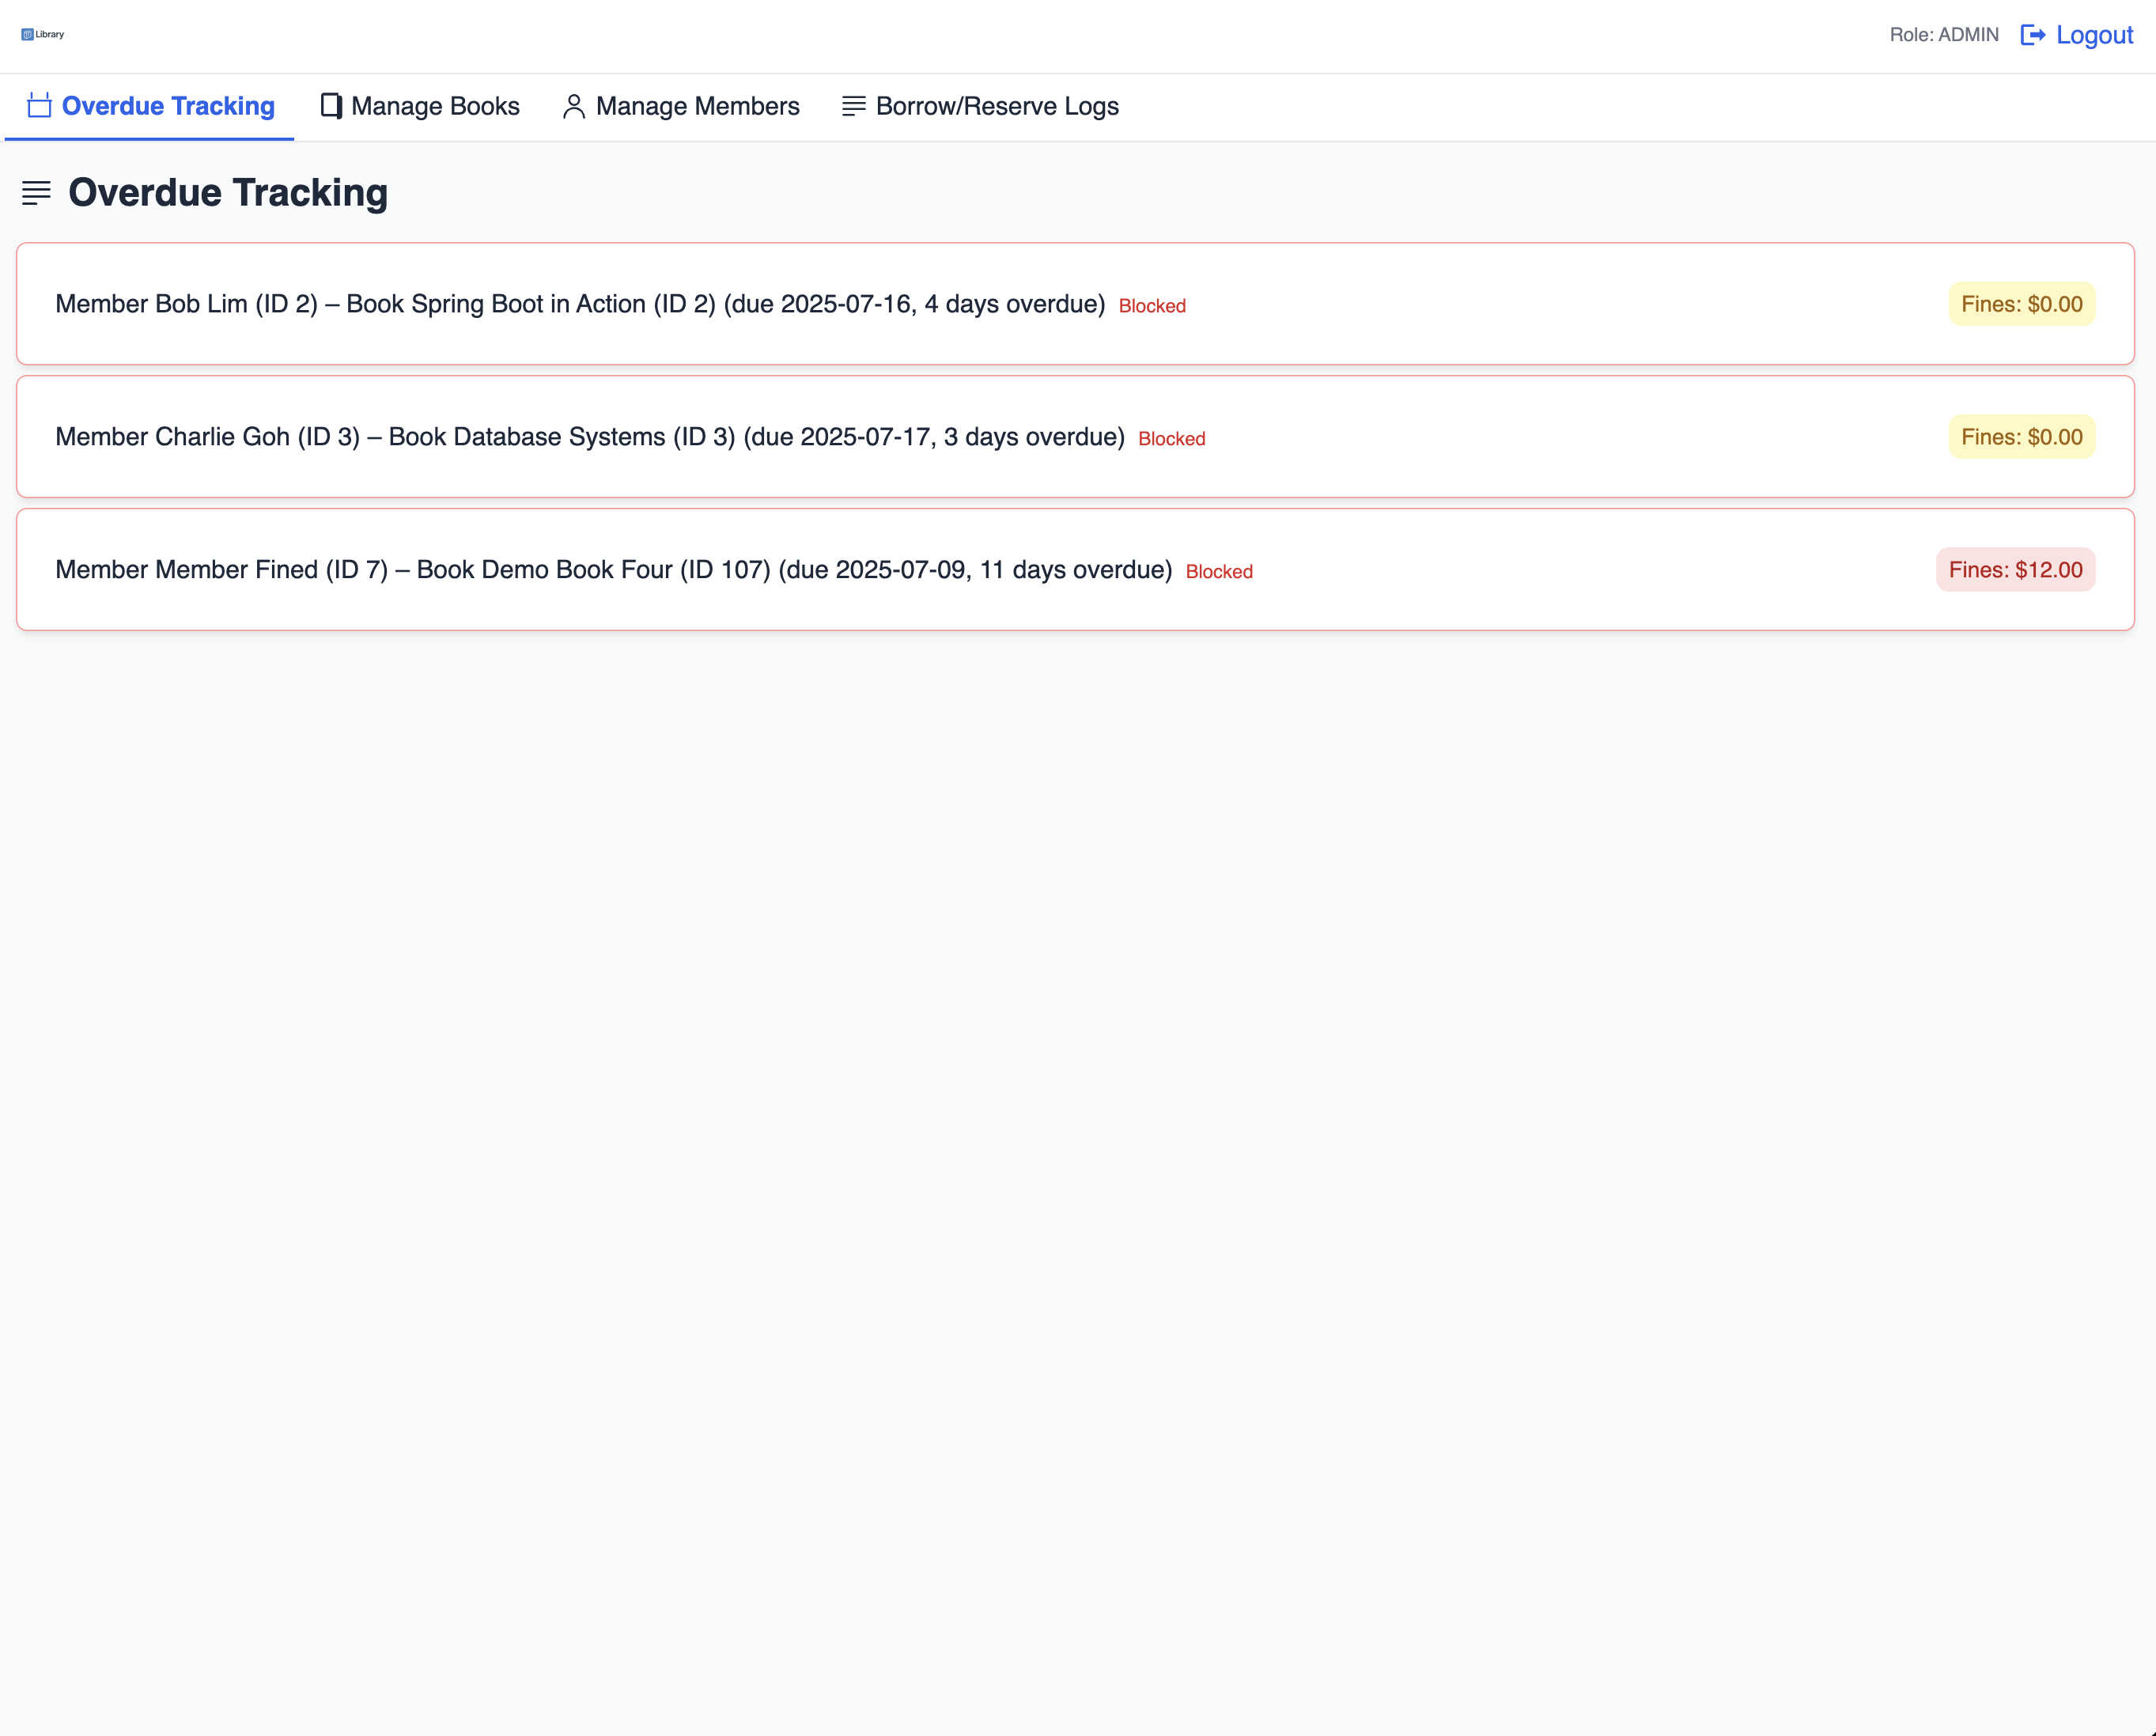 Library
Role: ADMIN Logout
Overdue Tracking Manage Books Manage Members Borrow/Reserve Logs
Overdue Tracking
Member Bob Lim (ID 2) – Book Spring Boot in Action (ID 2) (due 2025-07-16, 4 days overdue) Blocked Fines: $0.00
Member Charlie Goh (ID 3) – Book Database Systems (ID 3) (due 2025-07-17, 3 days overdue) Blocked Fines: $0.00
Member Member Fined (ID 7) – Book Demo Book Four (ID 107) (due 2025-07-09, 11 days overdue) Blocked Fines: $12.00